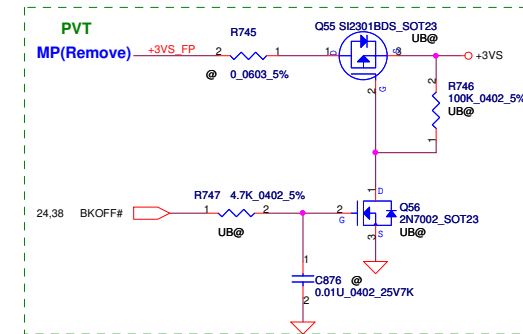 PVT
MP(Remove)
+3VS_FP
2
R745
1
@
0_0603_5%
Q55 SI2301BDS_SOT23
UB@
1
D
S
3
G
2
+3VS
2
R746
100K_0402_5%
UB@
1
24,38 BKOFF#
R747 4.7K_0402_5%
1
2
UB@
1
D
2
G
Q56
2N7002_SOT23
UB@
S
3
1
C876 @
0.01U_0402_25V7K
2